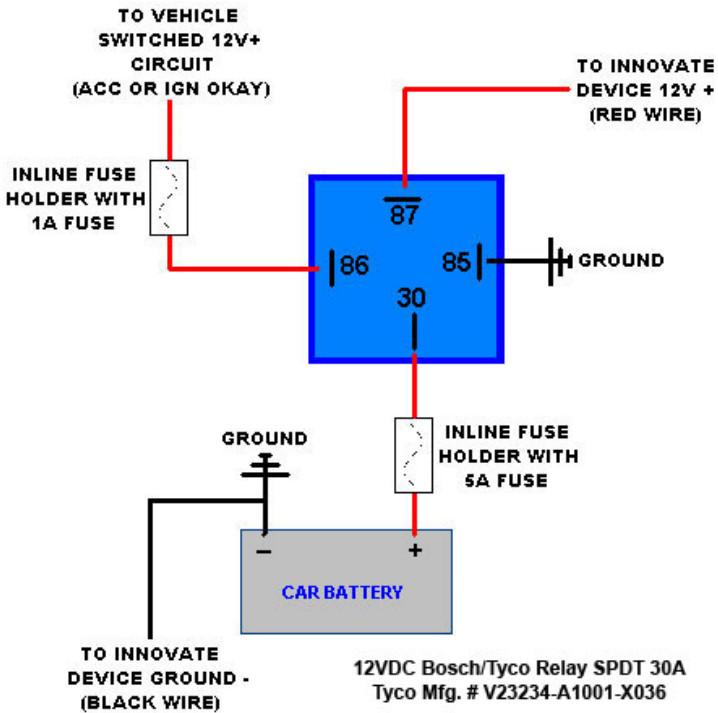 TO VEHICLE
SWITCHED 12V+
CIRCUIT
(ACC OR IGN OKAY)
TO INNOVATE
DEVICE 12V +
(RED WIRE)
INLINE FUSE
HOLDER WITH
1A FUSE
87
86
85
30
GROUND
INLINE FUSE
HOLDER WITH
5A FUSE
GROUND
–
+
CAR BATTERY
TO INNOVATE
DEVICE GROUND -
(BLACK WIRE)
12VDC Bosch/Tyco Relay SPDT 30A
Tyco Mfg. # V23234-A1001-X036